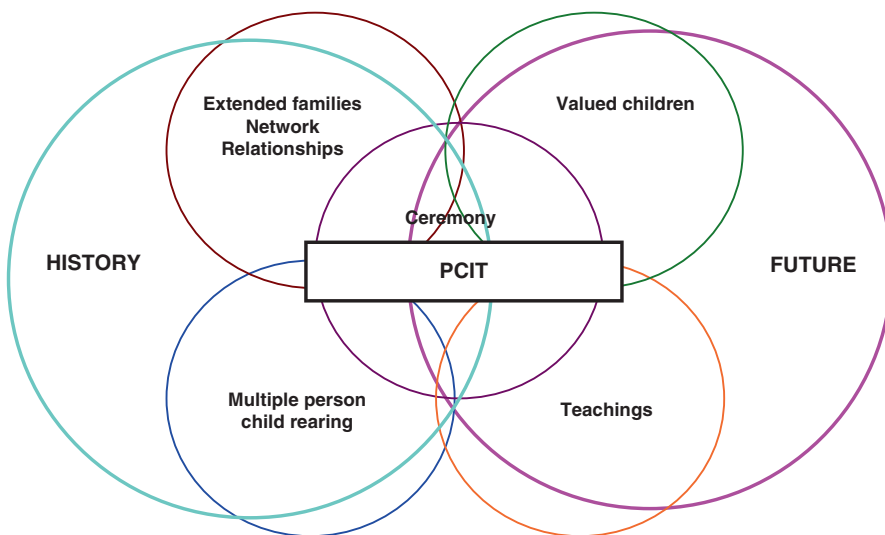 Extended families
Network
Relationships
Valued children
Ceremony
HISTORY
PCIT
FUTURE
Multiple person
child rearing
Teachings